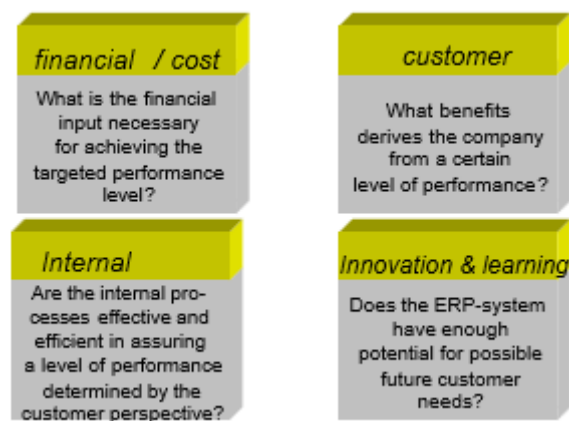 financial / cost
What is the financial
input necessary
for achieving the
targeted performance
level?
customer
What benefits
derives the company
from a certain
level of performance?
Internal
Are the internal pro-
cesses effective and
efficient in assuring
a level of performance
determined by the
customer perspective?
Innovation & learning
Does the ERP-system
have enough
potential for possible
future customer
needs?